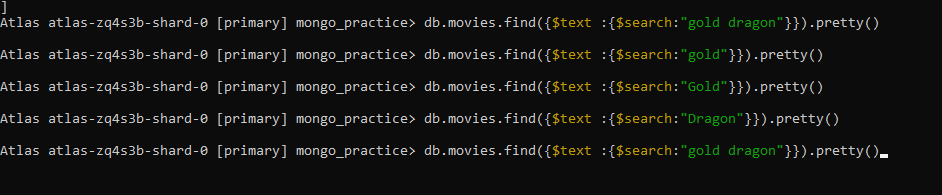 ]
Atlas atlas-zq4s3b-shard-0 [primary] mongo_practice> db.movies.find({$text :{$search:"gold dragon"}}).pretty()
Atlas atlas-zq4s3b-shard-0 [primary] mongo_practice> db.movies.find({$text :{$search:"gold"}}).pretty()
Atlas atlas-zq4s3b-shard-0 [primary] mongo_practice> db.movies.find({$text :{$search:"Gold"}}).pretty()
Atlas atlas-zq4s3b-shard-0 [primary] mongo_practice> db.movies.find({$text :{$search:"Dragon"}}).pretty()
Atlas atlas-zq4s3b-shard-0 [primary] mongo_practice> db.movies.find({$text :{$search:"gold dragon"}}).pretty()